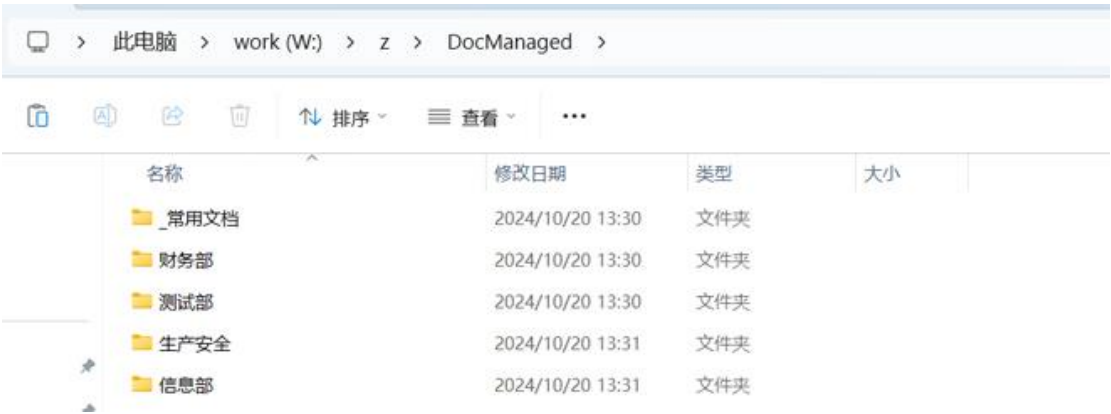 此电脑 > work (W:) > z > DocManaged >
排序 查看 ...
名称 修改日期 类型 大小
_常用文档 2024/10/20 13:30 文件夹
财务部 2024/10/20 13:30 文件夹
测试部 2024/10/20 13:30 文件夹
生产安全 2024/10/20 13:31 文件夹
信息部 2024/10/20 13:31 文件夹